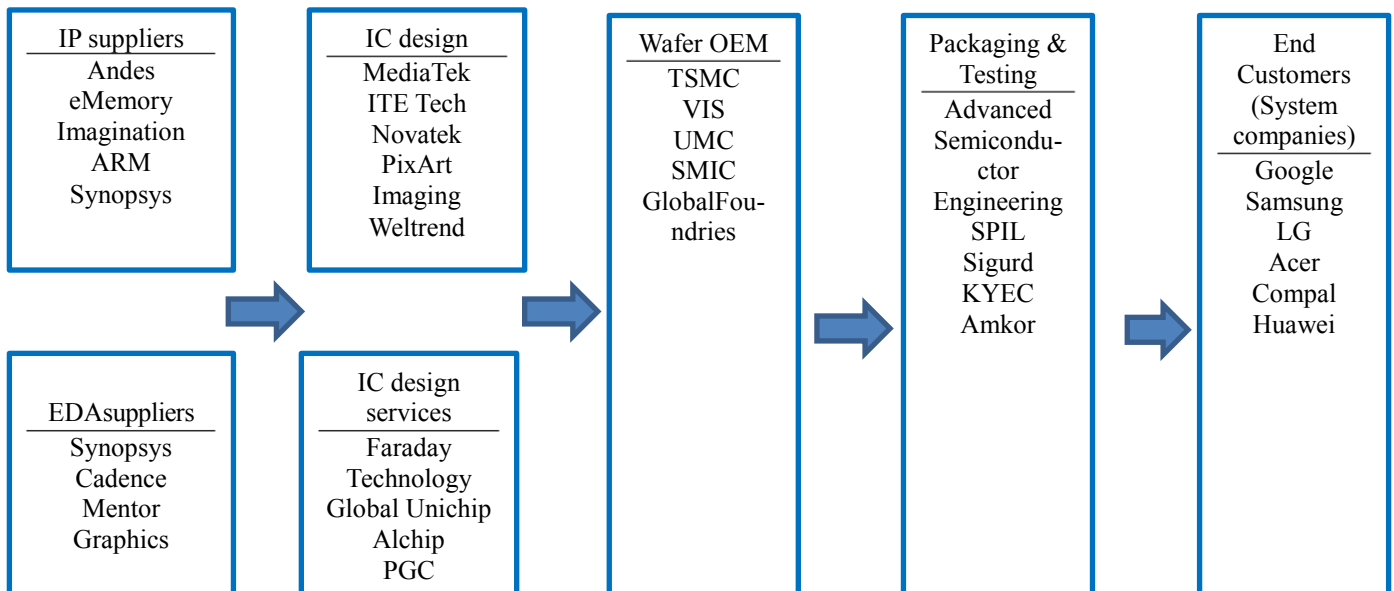 IP suppliers
Andes
eMemory
Imagination
ARM
Synopsys
EDAsuppliers
Synopsys
Cadence
Mentor
Graphics
IC design
MediaTek
ITE Tech
Novatek
PixArt
Imaging
Weltrend
IC design
services
Faraday
Technology
Global Unichip
Alchip
PGC
Wafer OEM
TSMC
VIS
UMC
SMIC
GlobalFou-
ndries
Packaging &
Testing
Advanced
Semicondu-
ctor
Engineering
SPIL
Sigurd
KYEC
Amkor
End
Customers
(System
companies)
Google
Samsung
LG
Acer
Compal
Huawei